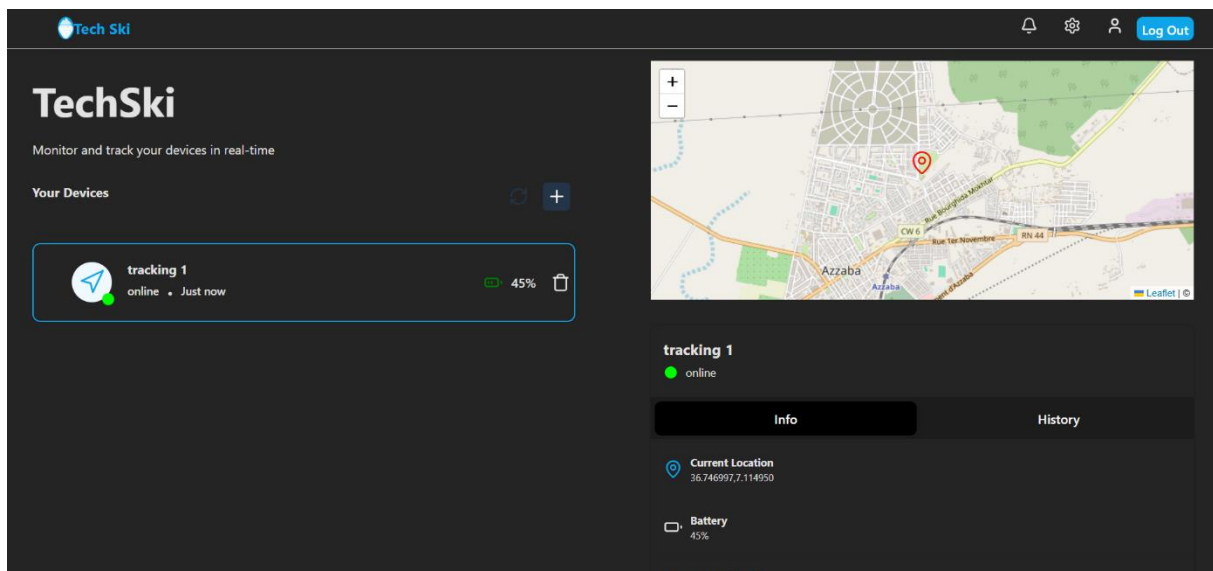 Tech Ski
Log Out
TechSki
Monitor and track your devices in real-time
Your Devices
+
tracking 1
online • Just now
45%
+
−
Rue Bourghida Mokhtar
CW 6
Rue 1er Novembre
RN 44
Azzaba
Azzaba
Leaflet | ©
tracking 1
online
Info
History
Current Location
36.746997,7.114950
Battery
45%